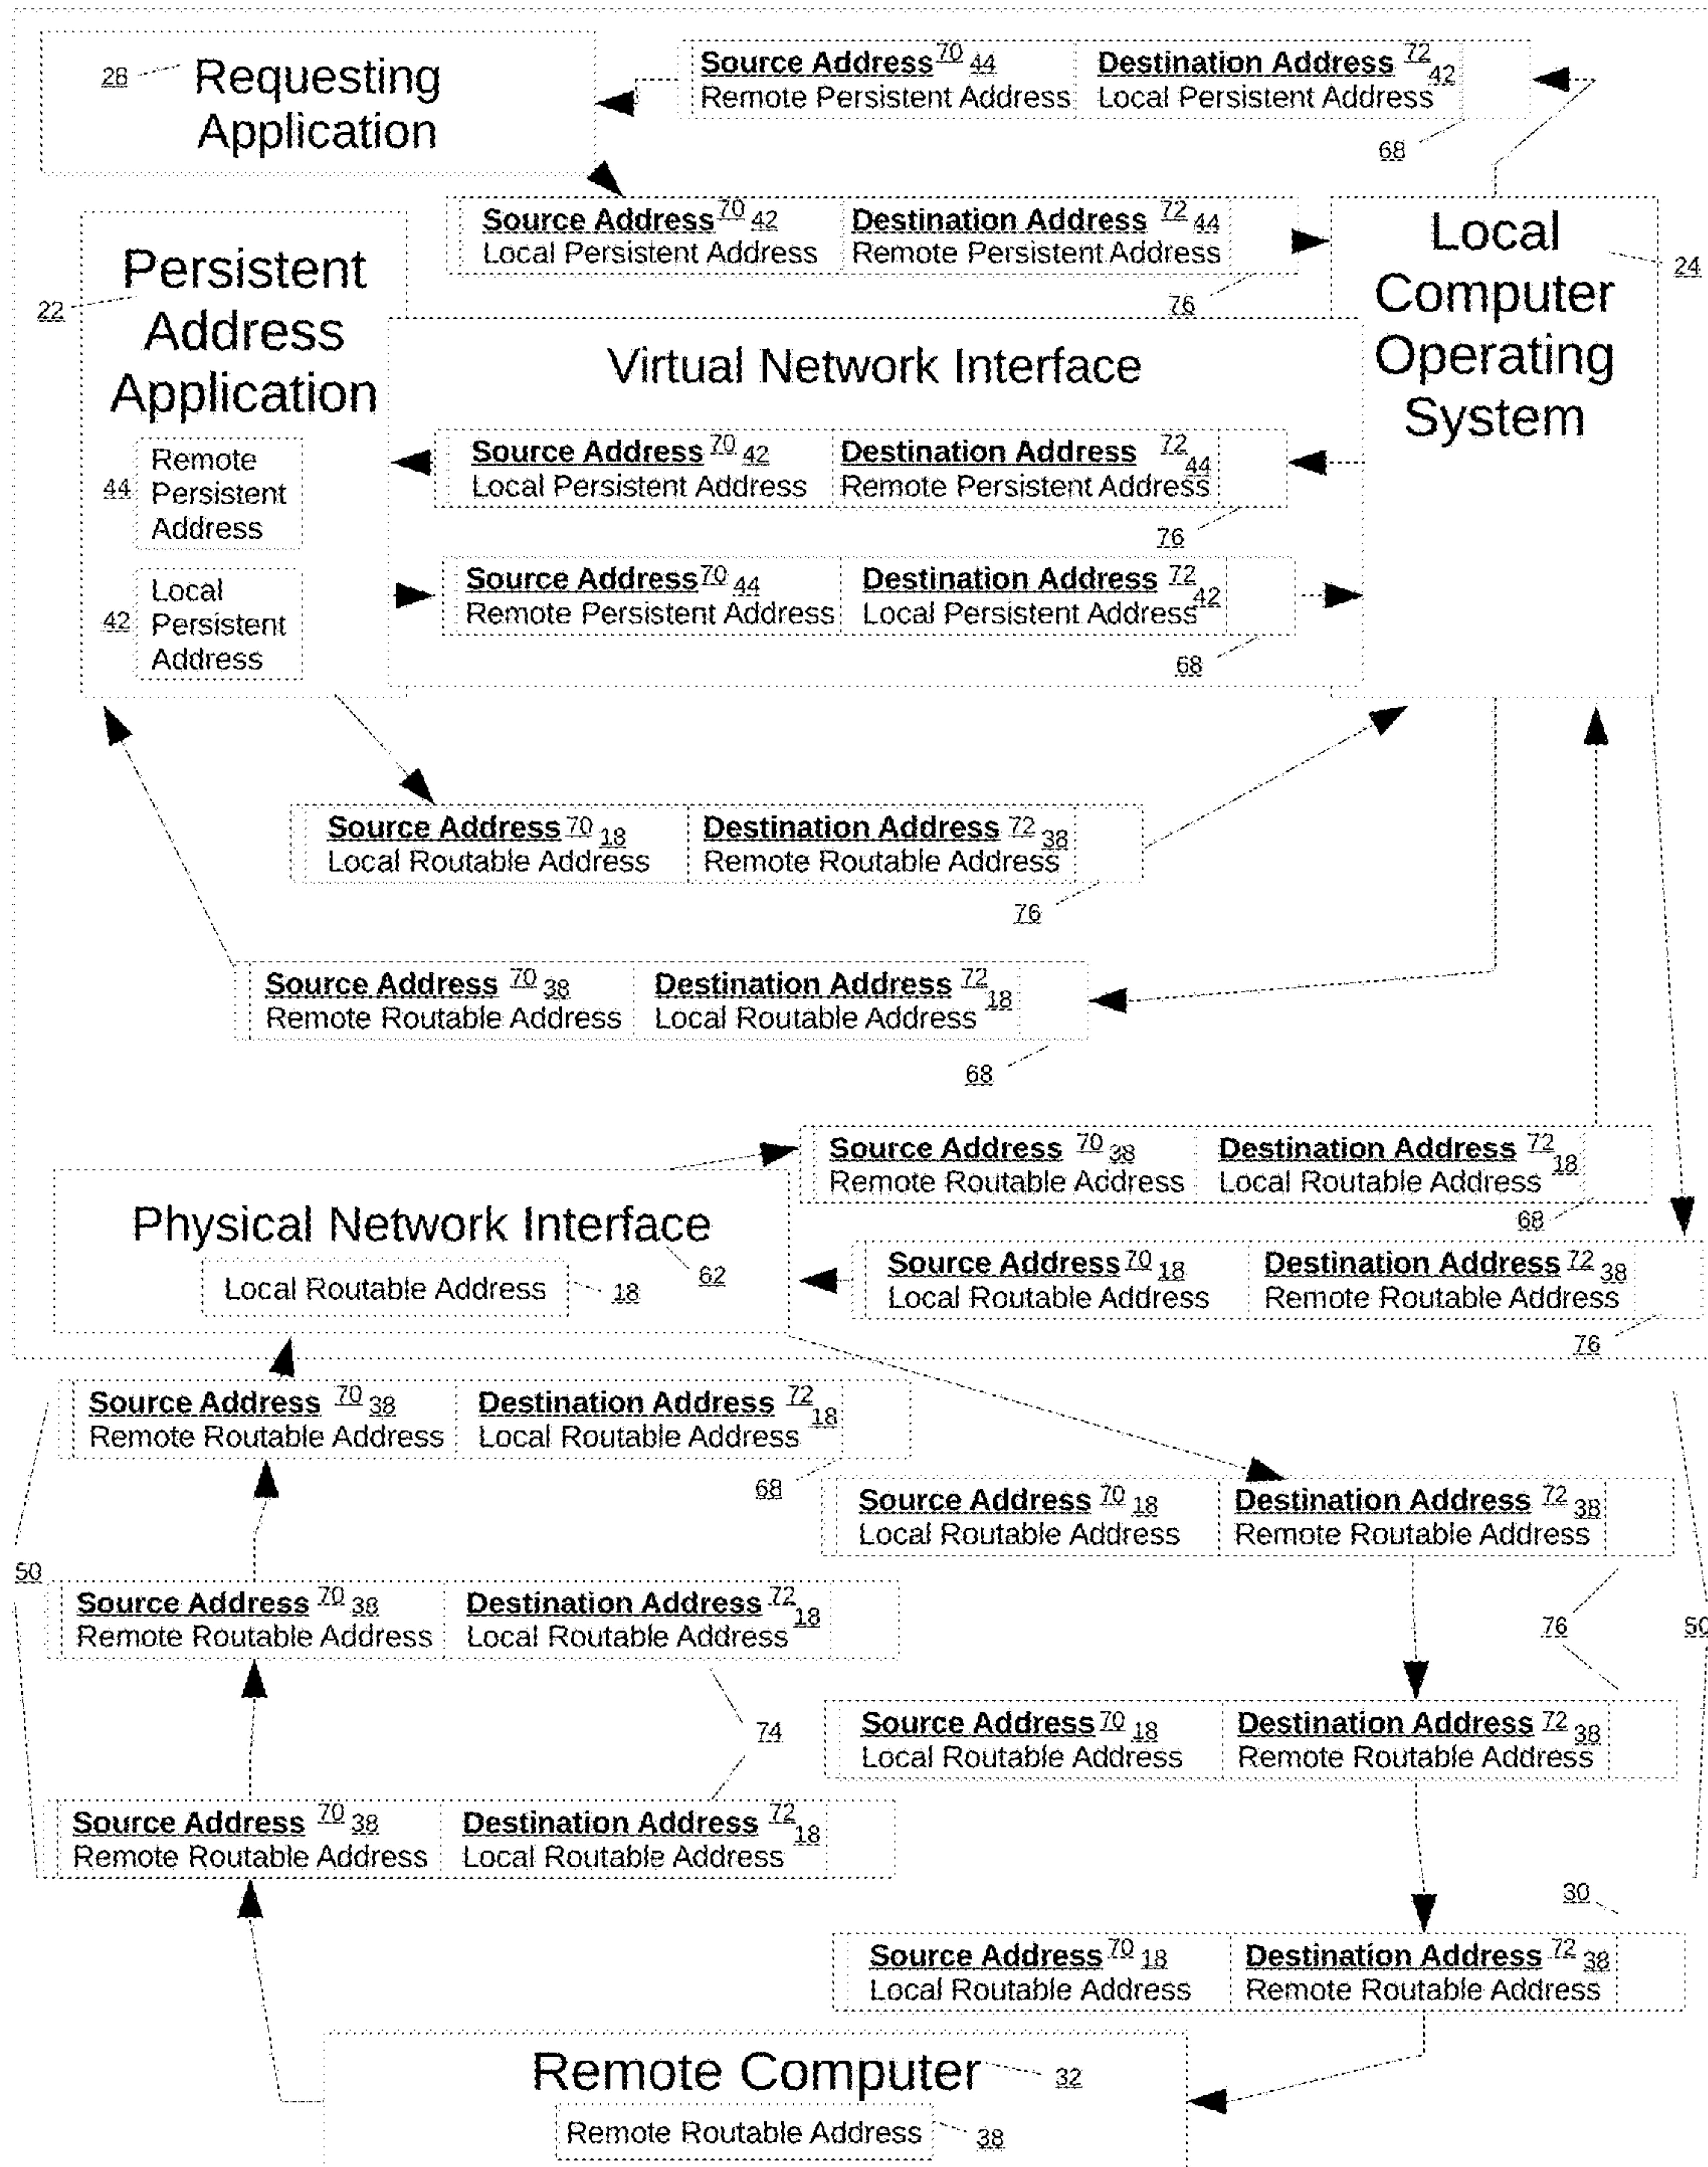 28 Requesting
Application
Source Address 70 44 Destination Address 72 42
Remote Persistent Address Local Persistent Address
68
Source Address 70 42 Destination Address 72 44
Local Persistent Address Remote Persistent Address
76
Local
Computer
Operating
System
24
22
Persistent
Address
Application
Virtual Network Interface
Source Address 70 42 Destination Address 72 44
Local Persistent Address Remote Persistent Address
76
44
Remote
Persistent
Address
Source Address 70 44 Destination Address 72 42
Remote Persistent Address Local Persistent Address
68
42
Local
Persistent
Address
Source Address 70 18 Destination Address 72 38
Local Routable Address Remote Routable Address
76
Source Address 70 38 Destination Address 72 18
Remote Routable Address Local Routable Address
68
Source Address 70 38 Destination Address 72 18
Remote Routable Address Local Routable Address
68
Physical Network Interface
62
Local Routable Address 18
Source Address 70 18 Destination Address 72 38
Local Routable Address Remote Routable Address
76
Source Address 70 38 Destination Address 72 18
Remote Routable Address Local Routable Address
68
Source Address 70 18 Destination Address 72 38
Local Routable Address Remote Routable Address
50
Source Address 70 38 Destination Address 72 18
Remote Routable Address Local Routable Address
76
50
Source Address 70 18 Destination Address 72 38
Local Routable Address Remote Routable Address
74
Source Address 70 38 Destination Address 72 18
Remote Routable Address Local Routable Address
30
Source Address 70 18 Destination Address 72 38
Local Routable Address Remote Routable Address
Remote Computer 32
Remote Routable Address 38